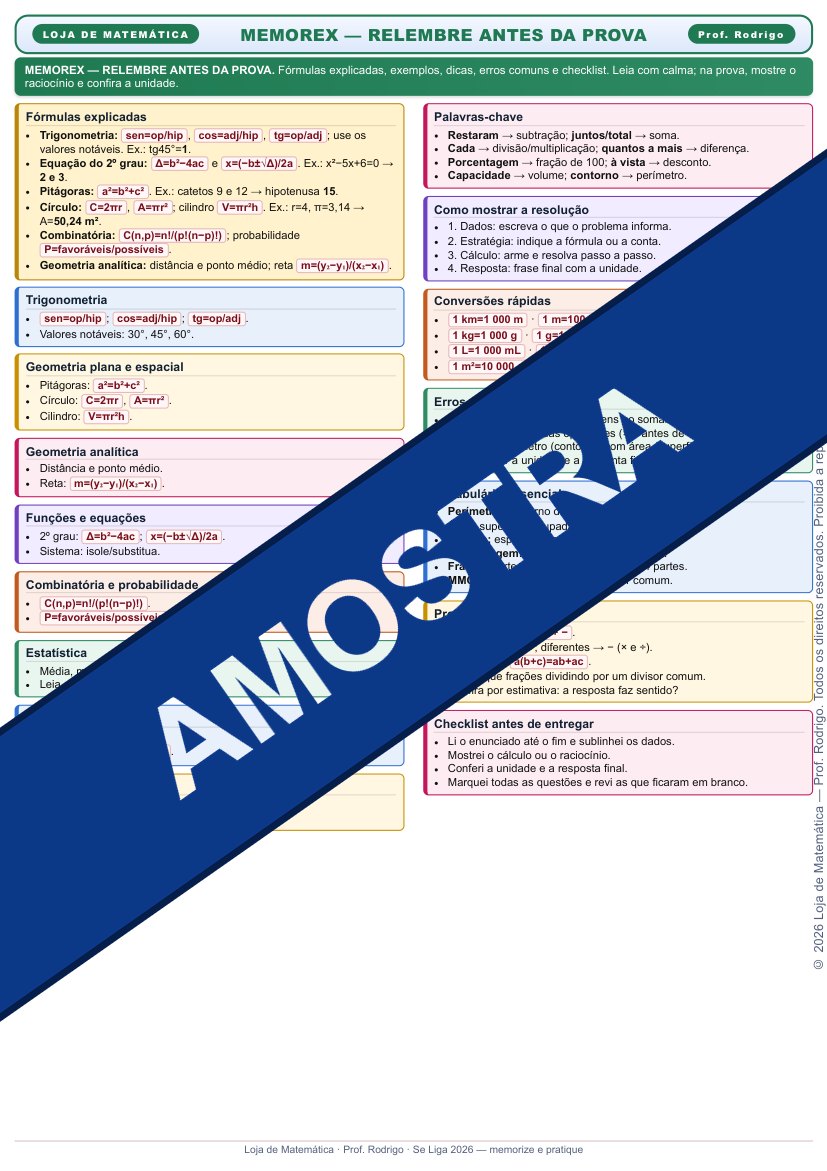 LOJA DE MATEMÁTICA
MEMOREX — RELEMBRE ANTES DA PROVA
Prof. Rodrigo
MEMOREX — RELEMBRE ANTES DA PROVA. Fórmulas explicadas, exemplos, dicas, erros comuns e checklist. Leia com calma; na prova, mostre o
raciocínio e confira a unidade.
Fórmulas explicadas
• Trigonometria: sen=op/hip, cos=adj/hip, tg=op/adj; use os
valores notáveis. Ex.: tg45°=1.
• Equação do 2º grau: Δ=b²−4ac e x=(−b±√Δ)/2a. Ex.: x²−5x+6=0 →
2 e 3.
• Pitágoras: a²=b²+c². Ex.: catetos 9 e 12 → hipotenusa 15.
• Círculo: C=2πr, A=πr²; cilindro V=πr²h. Ex.: r=4, π=3,14 →
A=50,24 m².
• Combinatória: C(n,p)=n!/(p!(n−p)!); probabilidade
P=favoráveis/possíveis.
• Geometria analítica: distância e ponto médio; reta m=(y₂−y₁)/(x₂−x₁).
Trigonometria
• sen=op/hip; cos=adj/hip; tg=op/adj.
• Valores notáveis: 30°, 45°, 60°.
Geometria plana e espacial
• Pitágoras: a²=b²+c².
• Círculo: C=2πr, A=πr².
• Cilindro: V=πr²h.
Geometria analítica
• Distância e ponto médio.
• Reta: m=(y₂−y₁)/(x₂−x₁).
Funções e equações
• 2º grau: Δ=b²−4ac; x=(−b±√Δ)/2a.
• Sistema: isole/substitua.
Combinatória e probabilidade
• C(n,p)=n!/(p!(n−p)!).
• P=favoráveis/possíve
Estatística
• Média,
• Leia
Palavras-chave
• Restaram → subtração; juntos/total → soma.
• Cada → divisão/multiplicação; quantos a mais → diferença.
• Porcentagem → fração de 100; à vista → desconto.
• Capacidade → volume; contorno → perímetro.
Como mostrar a resolução
• 1. Dados: escreva o que o problema informa.
• 2. Estratégia: indique a fórmula ou a conta.
• 3. Cálculo: arme e resolva passo a passo.
• 4. Resposta: frase final com a unidade.
Conversões rápidas
• 1 km=1 000 m · 1 m=100
• 1 kg=1 000 g ·
• 1 L=1 000 mL ·
• 1 m²=10 000
Erros
partes.
comum.
, diferentes → − (× e ÷).
a(b+c)=ab+ac.
que frações dividindo por um divisor comum.
por estimativa: a resposta faz sentido?
Checklist antes de entregar
• Li o enunciado até o fim e sublinhei os dados.
• Mostrei o cálculo ou o raciocínio.
• Conferi a unidade e a resposta final.
• Marquei todas as questões e revi as que ficaram em branco.
AMOSTRA
© 2026 Loja de Matemática — Prof. Rodrigo. Todos os direitos reservados. Proibida a rep
Loja de Matemática · Prof. Rodrigo · Se Liga 2026 — memorize e pratique